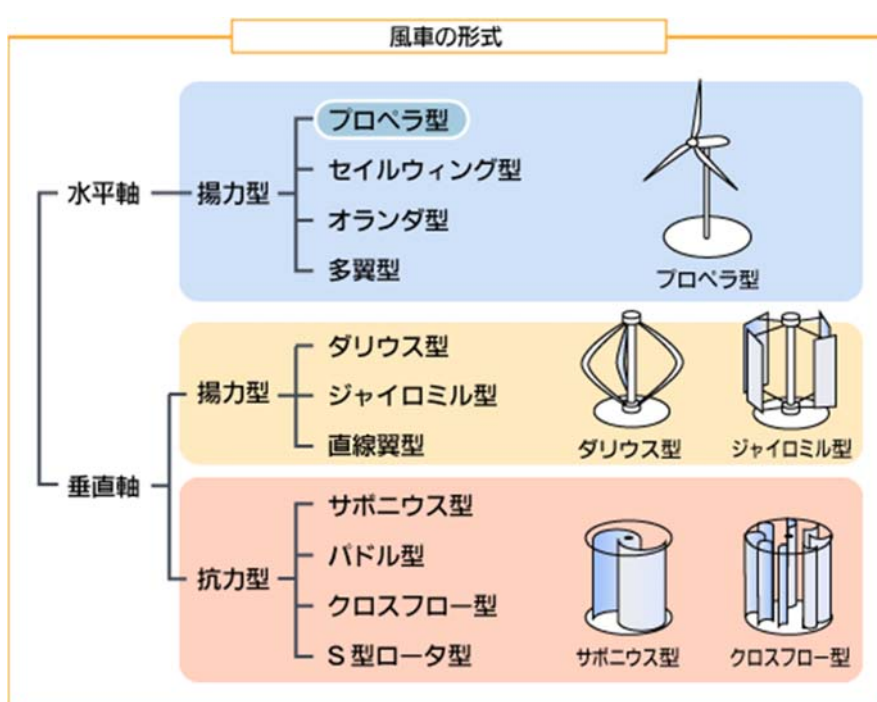 風車の形式
水平軸
揚力型
プロペラ型
セイルウィング型
オランダ型
多翼型
プロペラ型
垂直軸
揚力型
ダリウス型
ジャイロミル型
直線翼型
ダリウス型
ジャイロミル型
抗力型
サボニウス型
パドル型
クロスフロー型
S型ロータ型
サボニウス型
クロスフロー型